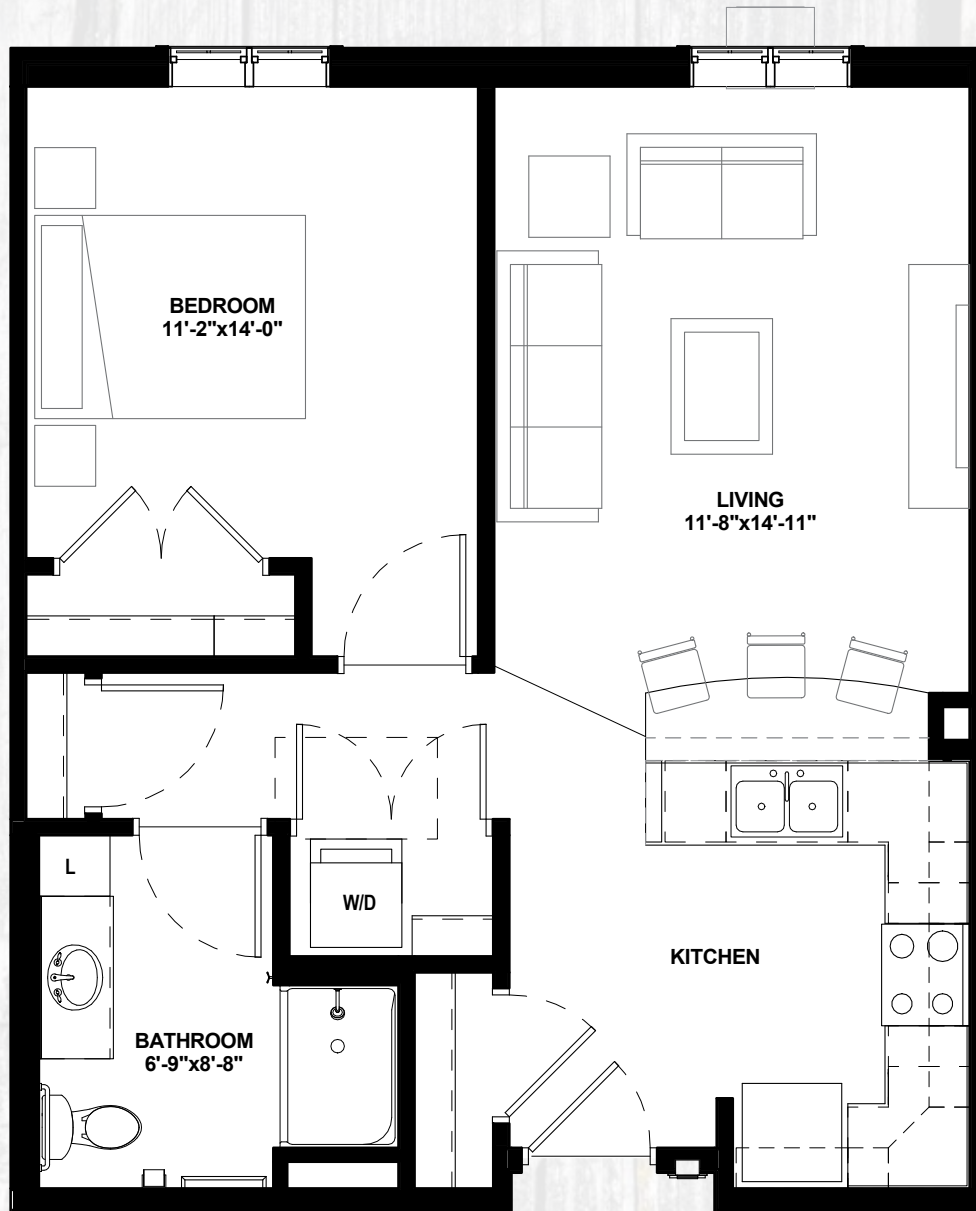 BEDROOM
11'-2"x14'-0"
LIVING
11'-8"x14'-11"
L
W/D
KITCHEN
BATHROOM
6'-9"x8'-8"